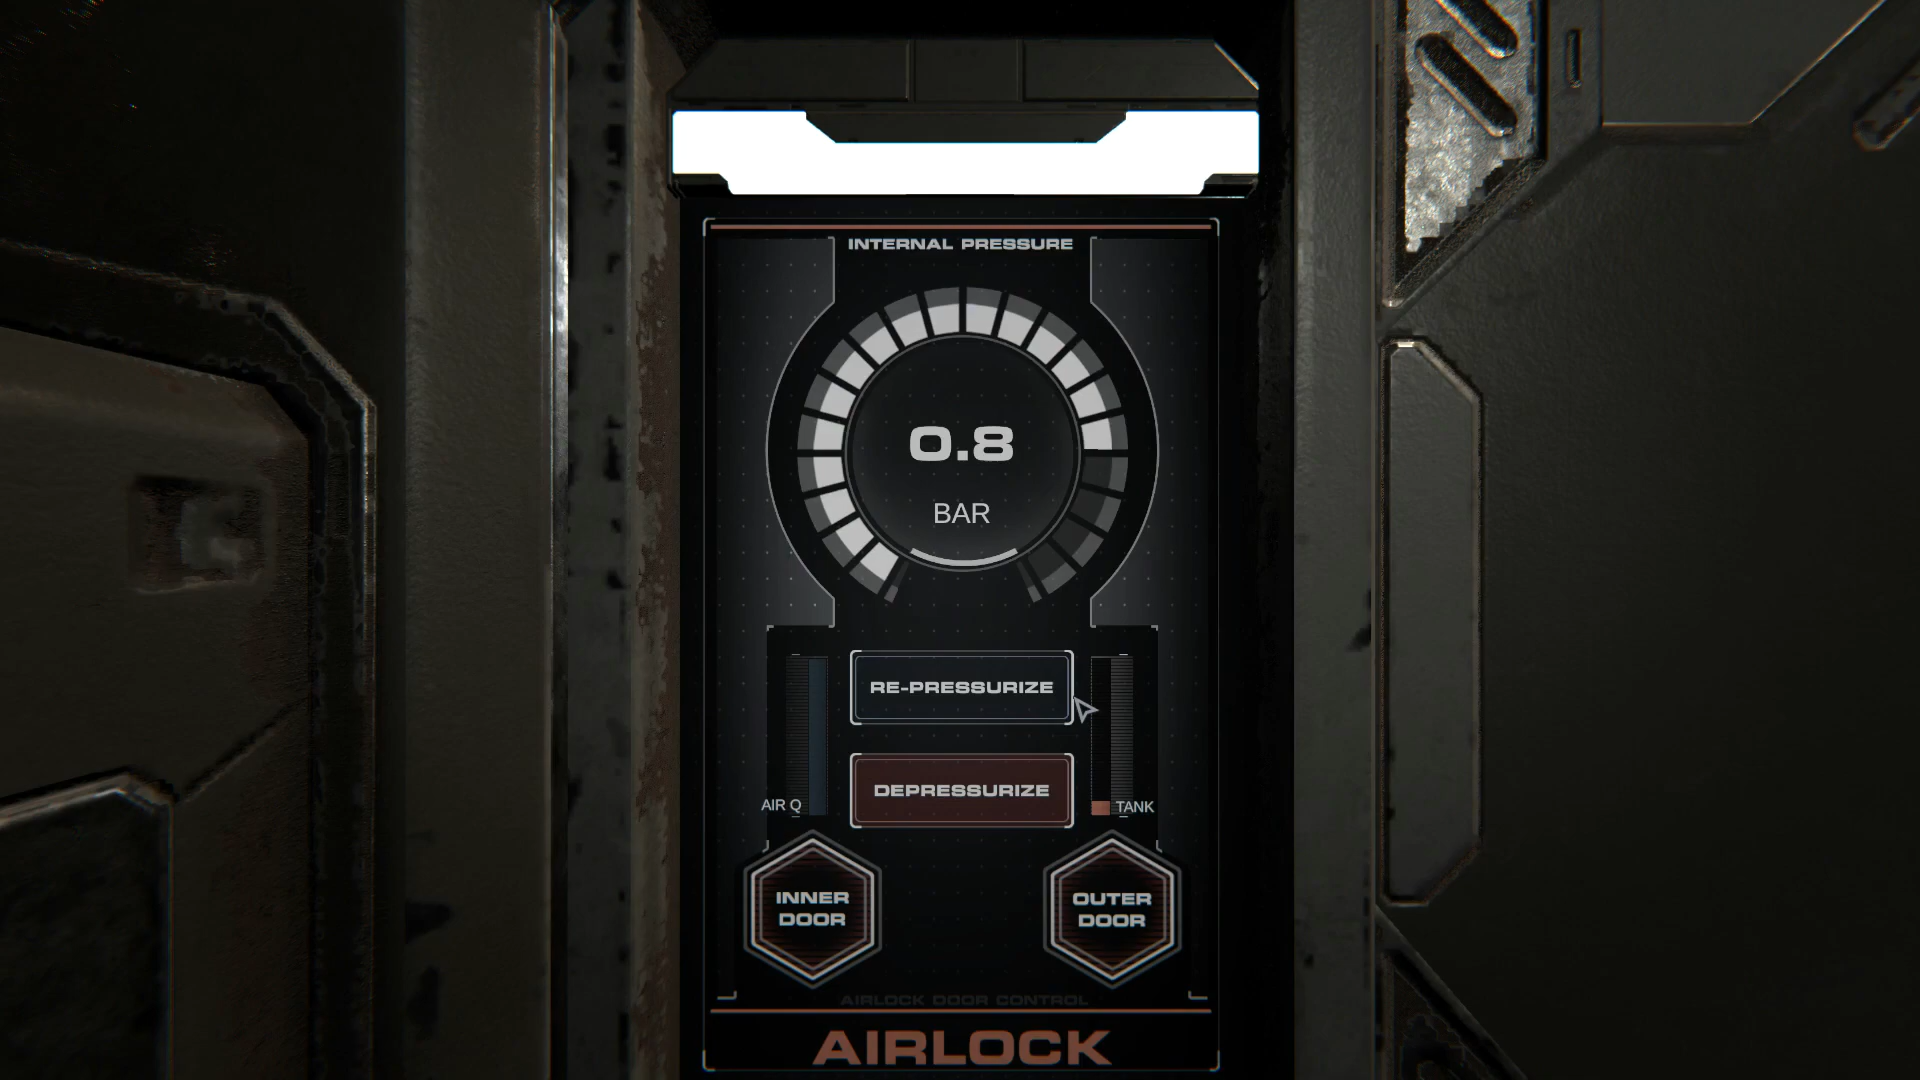 INTERNAL PRESSURE
0.8
BAR
RE-PRESSURIZE
DEPRESSURIZE
AIR Q
TANK
INNER
DOOR
OUTER
DOOR
AIRLOCK DOOR CONTROL
AIRLOCK